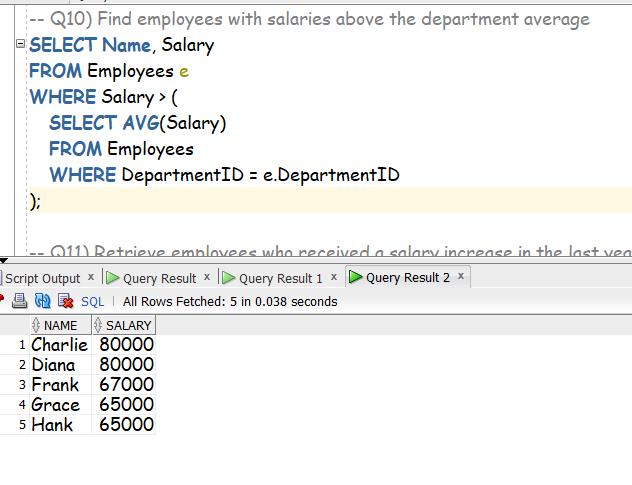 -- Q10) Find employees with salaries above the department average
SELECT Name, Salary
FROM Employees e
WHERE Salary > (
SELECT AVG(Salary)
FROM Employees
WHERE DepartmentID = e.DepartmentID
);
-- Q11) Retrieve employees who received a salary increase in the last yea
Script Output x Query Result x Query Result 1 x Query Result 2 x
SQL | All Rows Fetched: 5 in 0.038 seconds
NAME SALARY
1 Charlie 80000
2 Diana 80000
3 Frank 67000
4 Grace 65000
5 Hank 65000